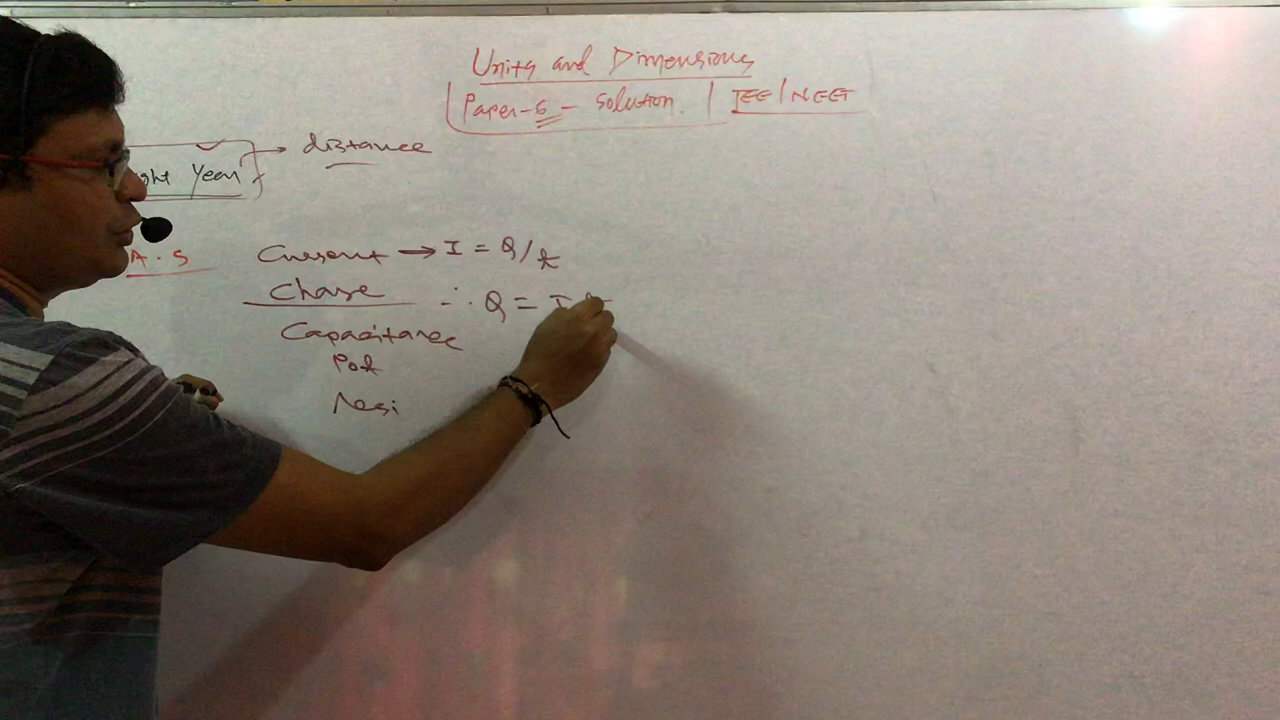 Units and Dimensions
Paper-6 - Solution. | JEE/NEET
ght Year → distance
A.S
Current → I = Q/t
Charge ∴ Q = I t
Capacitance
Pot
Resi